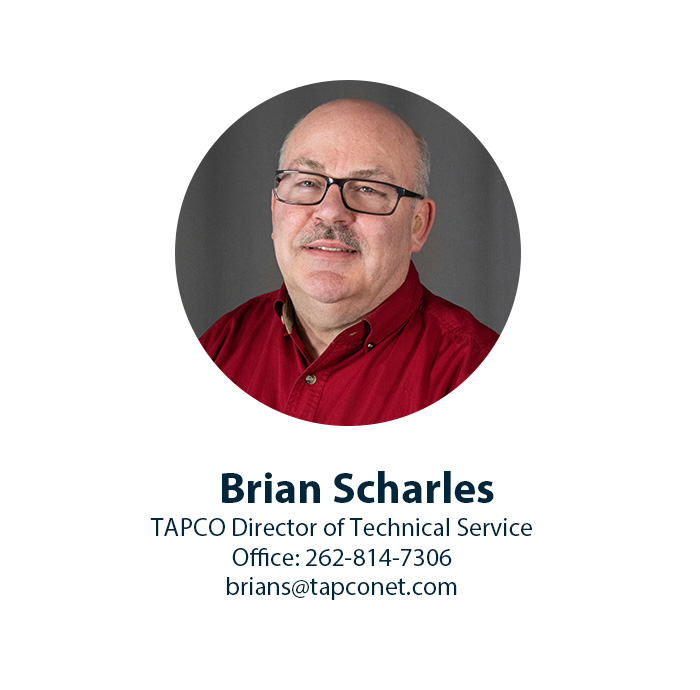 Brian Scharles
TAPCO Director of Technical Service
Office: 262-814-7306
brians@tapconet.com